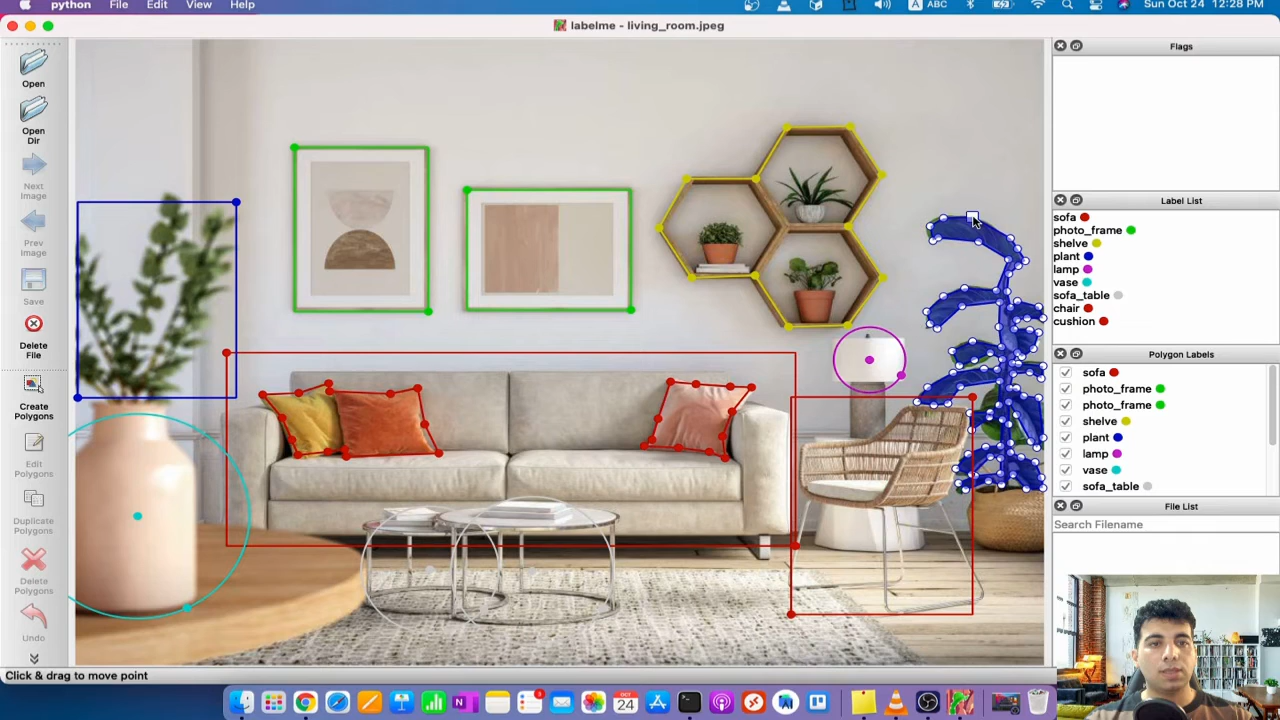 python File Edit View Help
A ABC Sun Oct 24 12:28 PM
labelme - living_room.jpeg
Open
Open
Dir
Next
Image
Prev
Image
Save
Delete
File
Create
Polygons
Edit
Polygons
Duplicate
Polygons
Delete
Polygons
Undo
Flags
Label List
sofa
photo_frame
shelve
plant
lamp
vase
sofa_table
chair
cushion
Polygon Labels
sofa
photo_frame
photo_frame
shelve
plant
lamp
vase
sofa_table
File List
Search Filename
Click & drag to move point
OCT
24